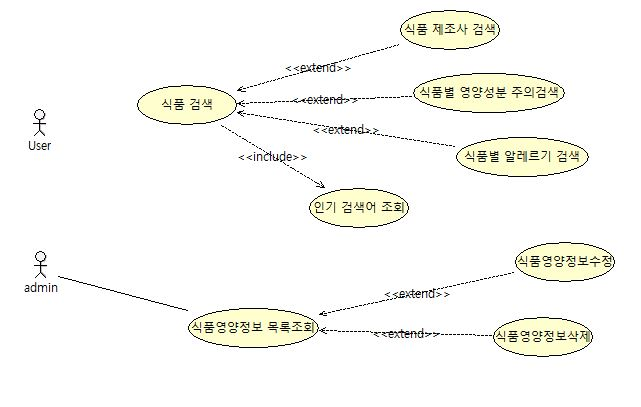 식품 제조사 검색
<<extend>>
식품 검색
식품별 영양성분 주의검색
<<extend>>
<<extend>>
User
<<include>>
식품별 알레르기 검색
인기 검색어 조회
admin
식품영양정보수정
<<extend>>
식품영양정보 목록조회
<<extend>>
식품영양정보삭제